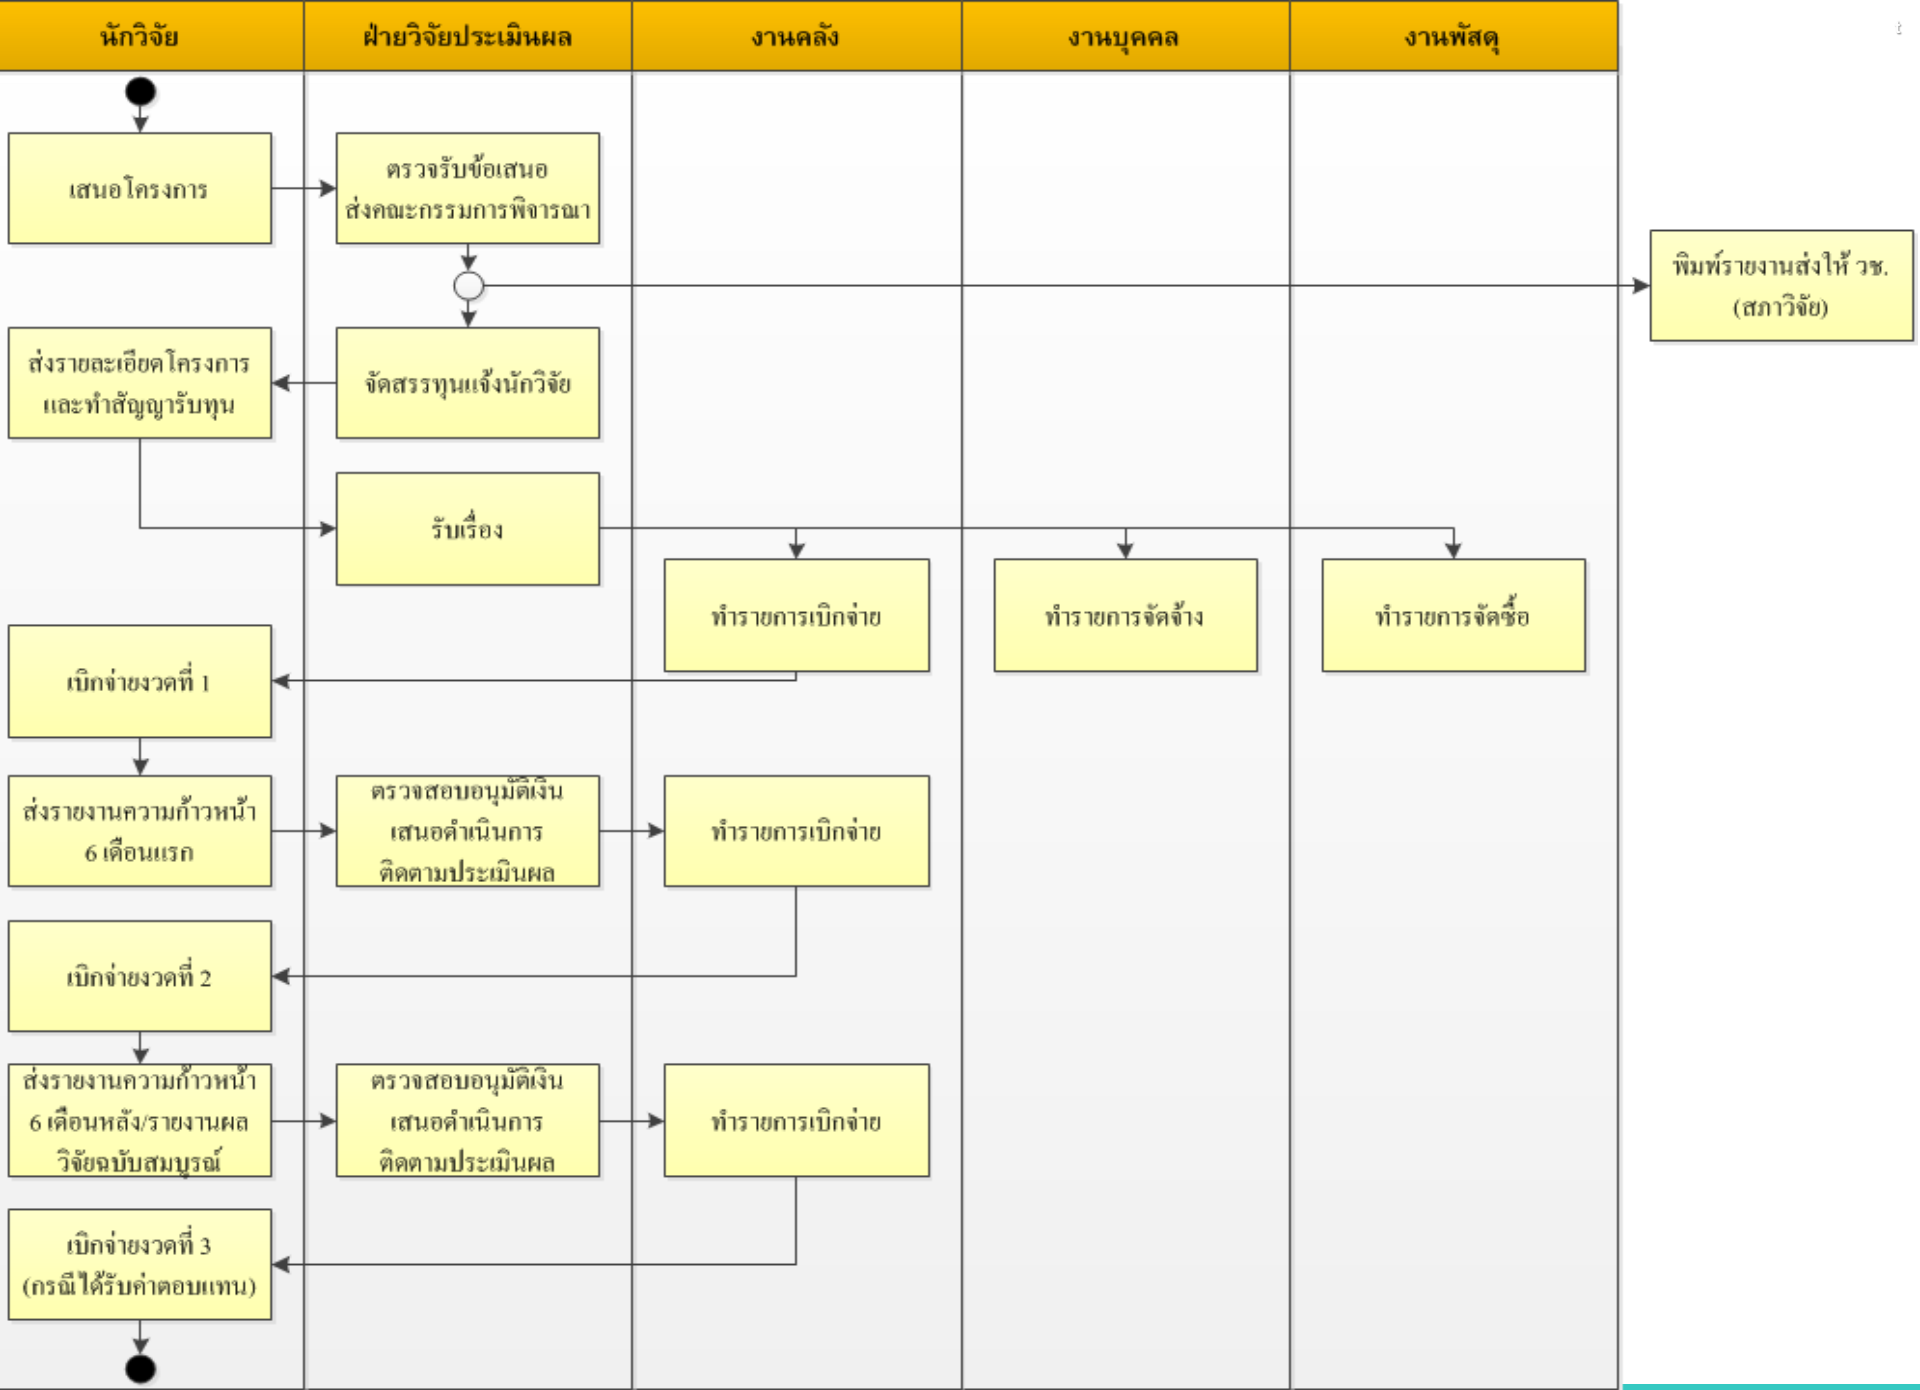 นักวิจัย
ฝ่ายวิจัยประเมินผล
งานคลัง
งานบุคคล
งานพัสดุ
เสนอโครงการ
ตรวจรับข้อเสนอ
ส่งคณะกรรมการพิจารณา
พิมพ์รายงานส่งให้ วช.
(สภาวิจัย)
ส่งรายละเอียดโครงการ
และทำสัญญารับทุน
จัดสรรทุนแจ้งนักวิจัย
รับเรื่อง
ทำรายการเบิกจ่าย
ทำรายการจัดจ้าง
ทำรายการจัดซื้อ
เบิกจ่ายงวดที่ 1
ส่งรายงานความก้าวหน้า
6 เดือนแรก
ตรวจสอบอนุมัติเงิน
เสนอดำเนินการ
ติดตามประเมินผล
ทำรายการเบิกจ่าย
เบิกจ่ายงวดที่ 2
ส่งรายงานความก้าวหน้า
6 เดือนหลัง/รายงานผล
วิจัยฉบับสมบูรณ์
ตรวจสอบอนุมัติเงิน
เสนอดำเนินการ
ติดตามประเมินผล
ทำรายการเบิกจ่าย
เบิกจ่ายงวดที่ 3
(กรณีได้รับค่าตอบแทน)